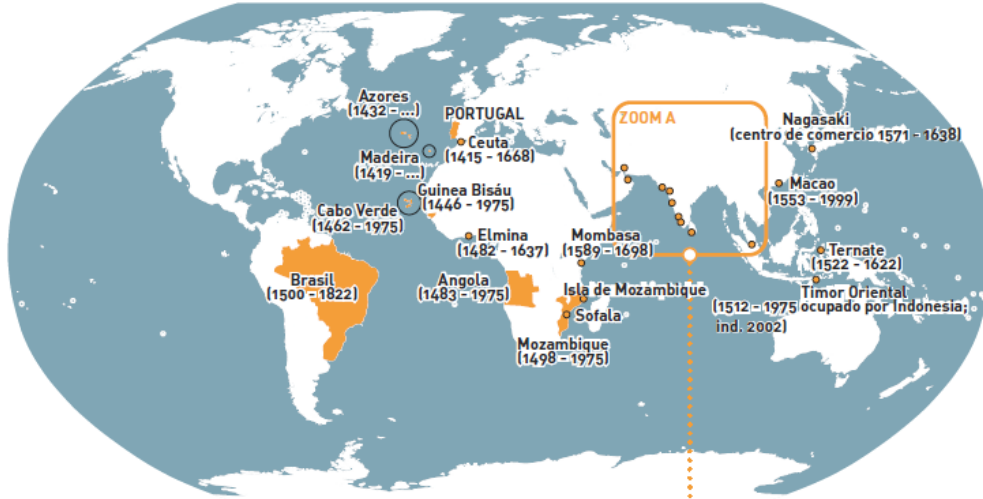 Azores
(1432 - ...)
PORTUGAL
ZOOM A
Nagasaki
(centro de comercio 1571 - 1638)
Ceuta
(1415 - 1668)
Madeira
(1419 - ...)
Macao
(1553 - 1999)
Guinea Bisáu
(1446 - 1975)
Cabo Verde
(1462 - 1975)
Elmina
(1482 - 1637)
Mombasa
(1589 - 1698)
Ternate
(1522 - 1622)
Brasil
(1500 - 1822)
Angola
(1483 - 1975)
Isla de Mozambique
Timor Oriental
(1512 - 1975 ocupado por Indonesia;
ind. 2002)
Sofala
Mozambique
(1498 - 1975)